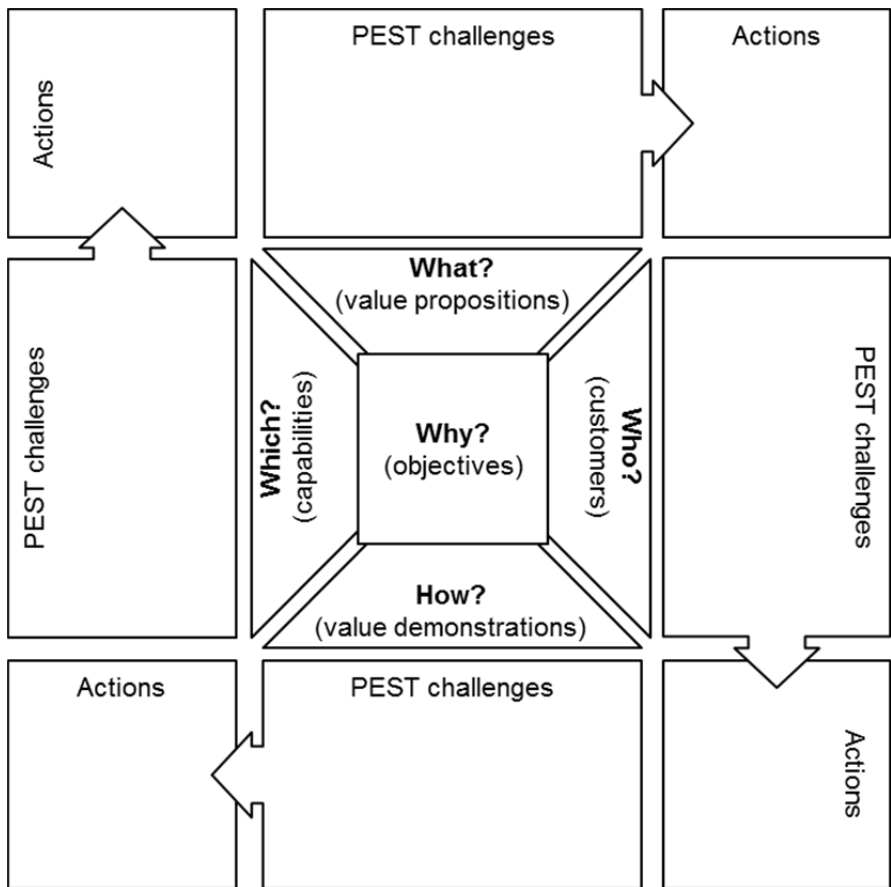 Actions
PEST challenges
Actions
What?
(value propositions)
PEST challenges
Which?
(capabilities)
Why?
(objectives)
Who?
(customers)
PEST challenges
How?
(value demonstrations)
Actions
PEST challenges
Actions